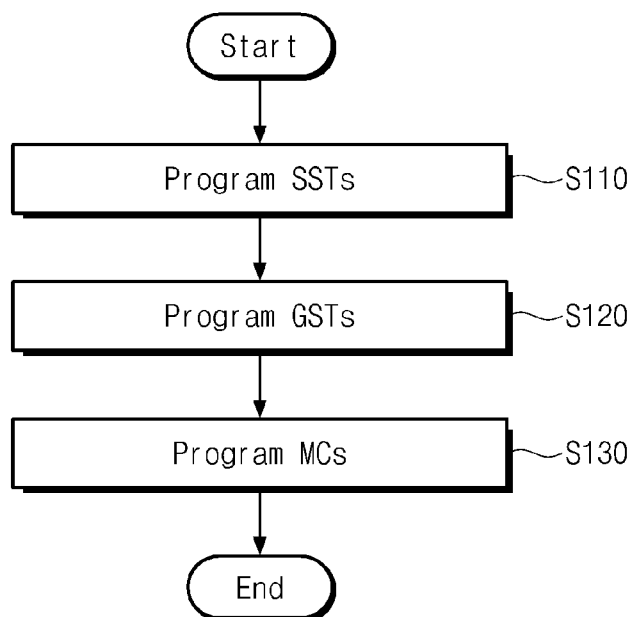 Start
Program SSTs
S110
Program GSTs
S120
Program MCs
S130
End